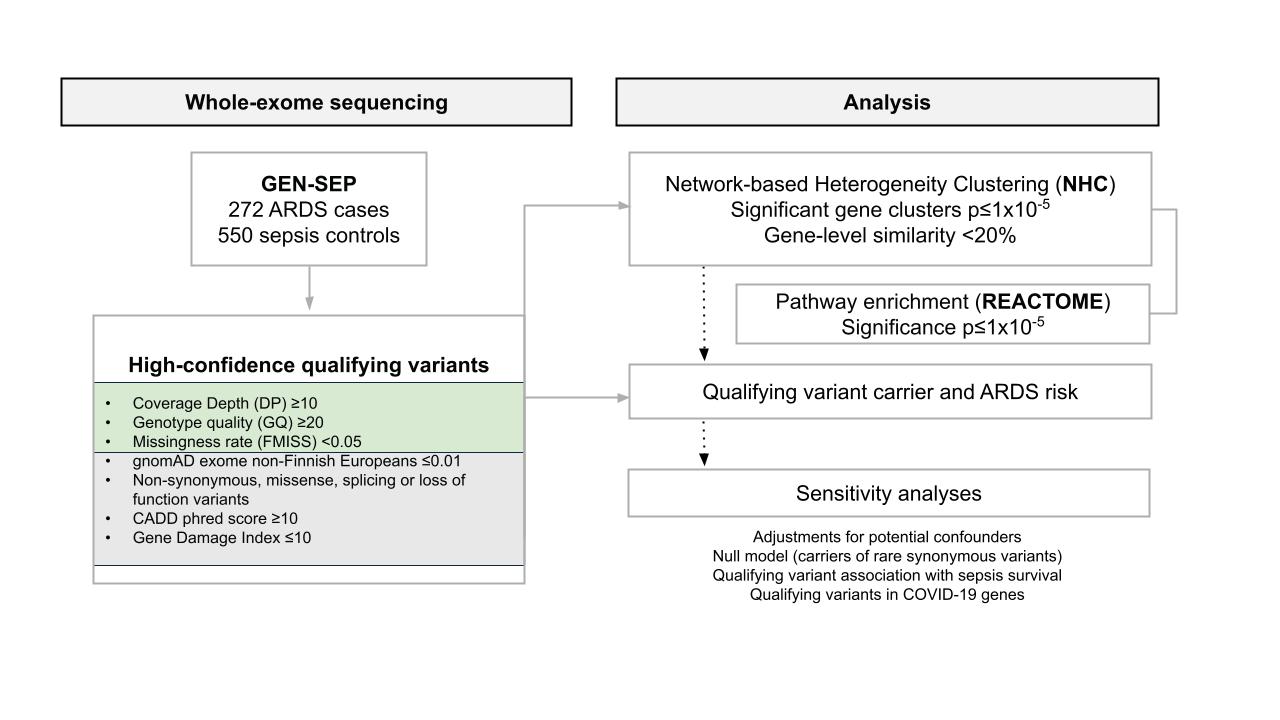 Whole-exome sequencing
GEN-SEP
272 ARDS cases
550 sepsis controls
High-confidence qualifying variants
• Coverage Depth (DP) ≥10
• Genotype quality (GQ) ≥20
• Missingness rate (FMISS) <0.05
• gnomAD exome non-Finnish Europeans ≤0.01
• Non-synonymous, missense, splicing or loss of
function variants
• CADD phred score ≥10
• Gene Damage Index ≤10
Analysis
Network-based Heterogeneity Clustering (NHC)
Significant gene clusters p≤1x10⁻⁵
Gene-level similarity <20%
Pathway enrichment (REACTOME)
Significance p≤1x10⁻⁵
Qualifying variant carrier and ARDS risk
Sensitivity analyses
Adjustments for potential confounders
Null model (carriers of rare synonymous variants)
Qualifying variant association with sepsis survival
Qualifying variants in COVID-19 genes